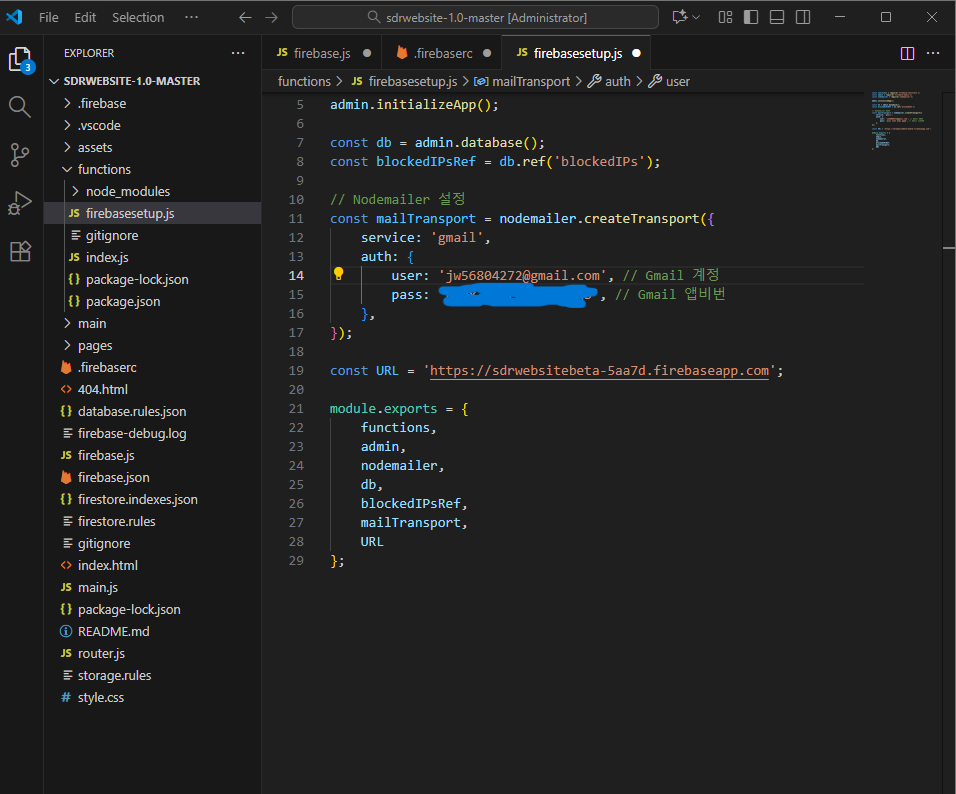 File Edit Selection ··· sdrwebsite-1.0-master [Administrator]
EXPLORER ···
SDRWEBSITE-1.0-MASTER
.firebase
.vscode
assets
functions
node_modules
JS firebasesetup.js
gitignore
JS index.js
{} package-lock.json
{} package.json
main
pages
.firebaserc
<> 404.html
{} database.rules.json
firebase-debug.log
JS firebase.js
firebase.json
{} firestore.indexes.json
firestore.rules
gitignore
<> index.html
JS main.js
{} package-lock.json
README.md
JS router.js
storage.rules
# style.css
3
JS firebase.js .firebaserc JS firebasesetup.js ···
functions > JS firebasesetup.js > mailTransport > auth > user
5 admin.initializeApp();
6
7 const db = admin.database();
8 const blockedIPsRef = db.ref('blockedIPs');
9
10 // Nodemailer 설정
11 const mailTransport = nodemailer.createTransport({
12 service: 'gmail',
13 auth: {
14 user: 'jw56804272@gmail.com', // Gmail 계정
15 pass: , // Gmail 앱비번
16 },
17 });
18
19 const URL = 'https://sdrwebsitebeta-5aa7d.firebaseapp.com';
20
21 module.exports = {
22 functions,
23 admin,
24 nodemailer,
25 db,
26 blockedIPsRef,
27 mailTransport,
28 URL
29 };